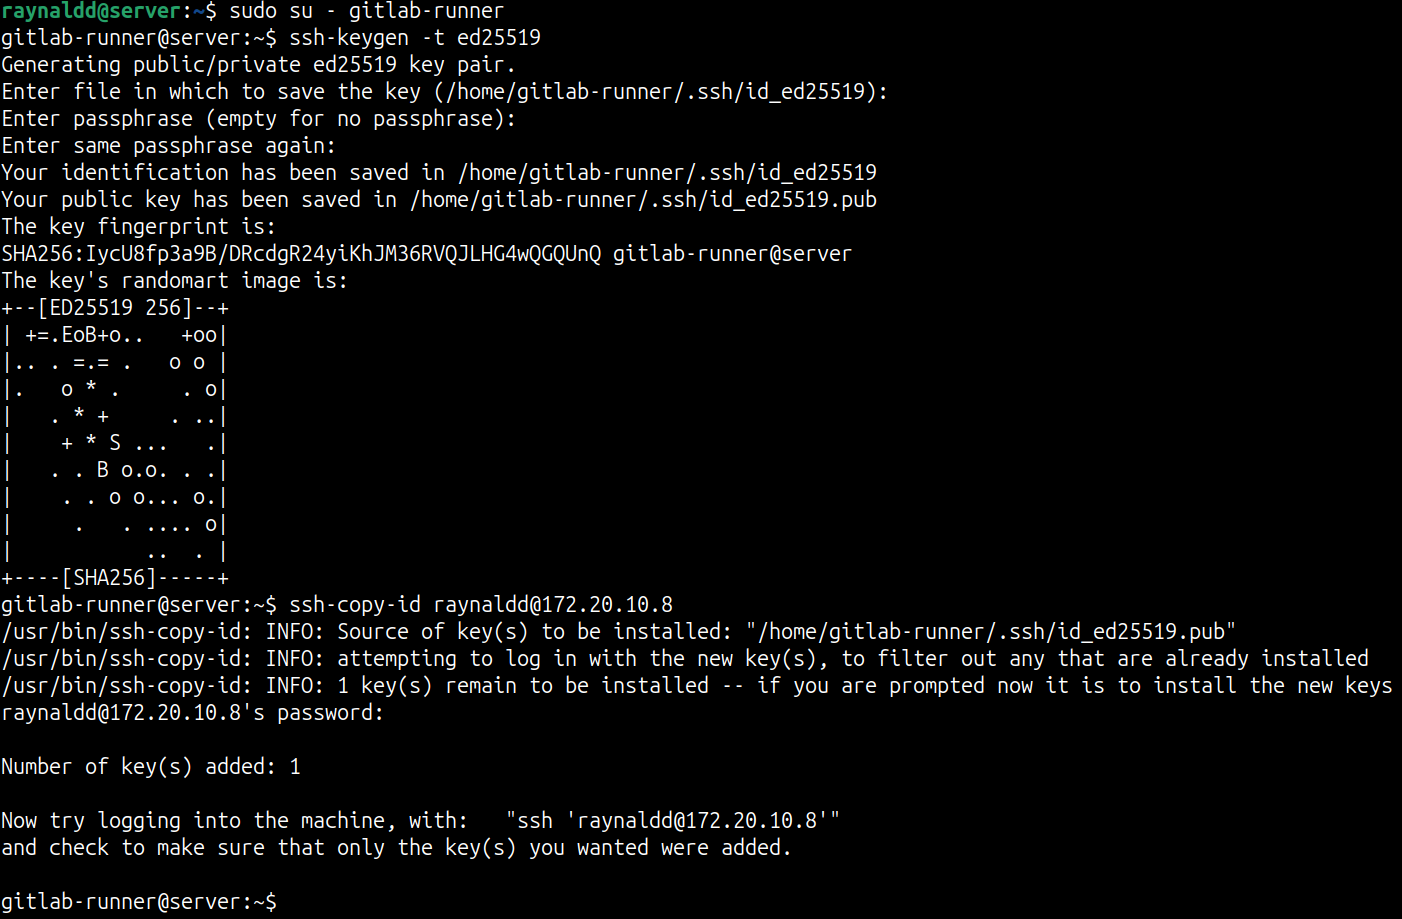 raynaldd@server:~$ sudo su - gitlab-runner
gitlab-runner@server:~$ ssh-keygen -t ed25519
Generating public/private ed25519 key pair.
Enter file in which to save the key (/home/gitlab-runner/.ssh/id_ed25519):
Enter passphrase (empty for no passphrase):
Enter same passphrase again:
Your identification has been saved in /home/gitlab-runner/.ssh/id_ed25519
Your public key has been saved in /home/gitlab-runner/.ssh/id_ed25519.pub
The key fingerprint is:
SHA256:IycU8fp3a9B/DRcdgR24yiKhJM36RVQJLHG4wQGQUnQ gitlab-runner@server
The key's randomart image is:
+--[ED25519 256]--+
| +=.EoB+o..   +oo|
|.. . =.= .   o o |
|.   o * .     . o|
|   . * +     . ..|
|    + * S ...   .|
|   . . B o.o. . .|
|    . . o o... o.|
|     .   . .... o|
|           ..  . |
+----[SHA256]-----+
gitlab-runner@server:~$ ssh-copy-id raynaldd@172.20.10.8
/usr/bin/ssh-copy-id: INFO: Source of key(s) to be installed: "/home/gitlab-runner/.ssh/id_ed25519.pub"
/usr/bin/ssh-copy-id: INFO: attempting to log in with the new key(s), to filter out any that are already installed
/usr/bin/ssh-copy-id: INFO: 1 key(s) remain to be installed -- if you are prompted now it is to install the new keys
raynaldd@172.20.10.8's password:
Number of key(s) added: 1
Now try logging into the machine, with:   "ssh 'raynaldd@172.20.10.8'"
and check to make sure that only the key(s) you wanted were added.
gitlab-runner@server:~$